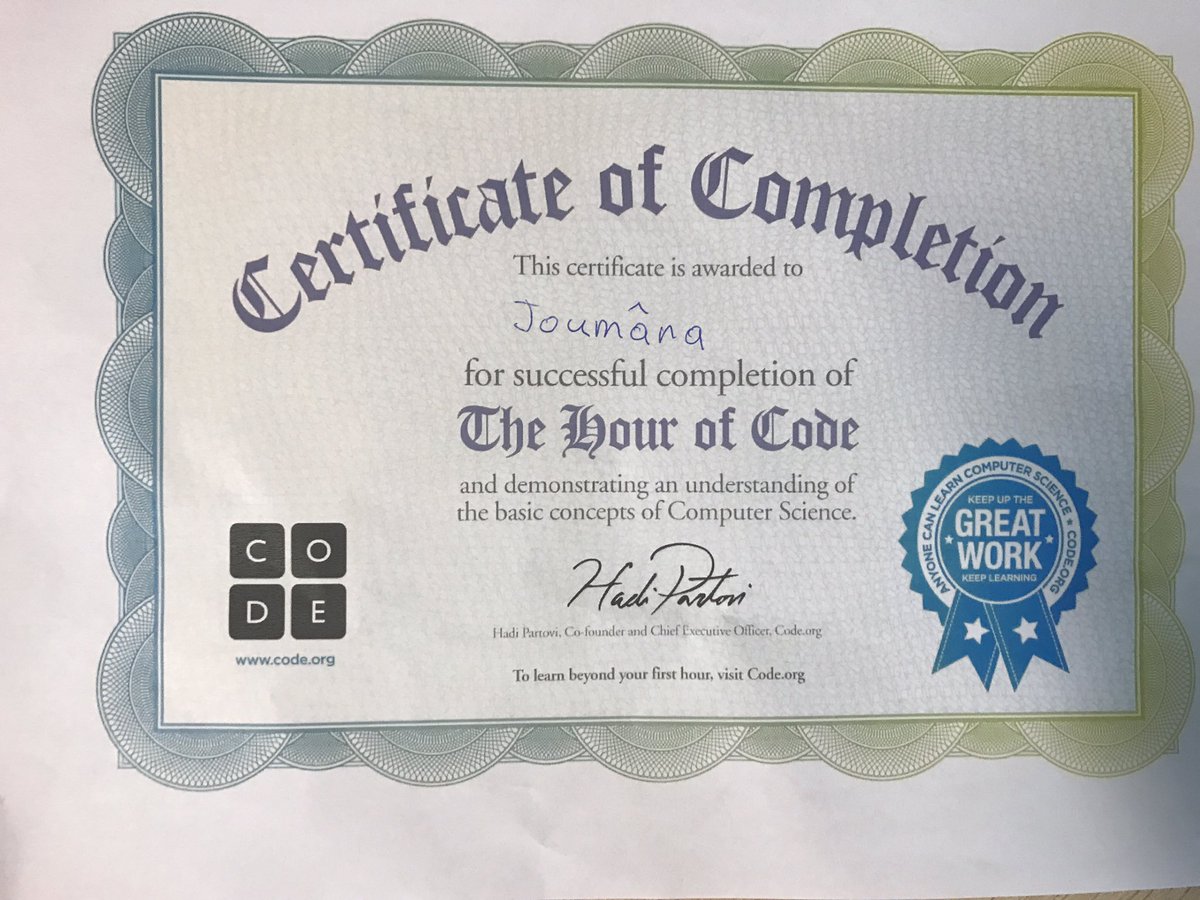 Certificate of Completion
This certificate is awarded to
Joumâna
for successful completion of
The Hour of Code
and demonstrating an understanding of
the basic concepts of Computer Science.
Hadi Partovi
Hadi Partovi, Co-founder and Chief Executive Officer, Code.org
To learn beyond your first hour, visit Code.org
C O
D E
www.code.org
ANYONE CAN LEARN COMPUTER SCIENCE * CODE.ORG
KEEP UP THE
GREAT
WORK
KEEP LEARNING